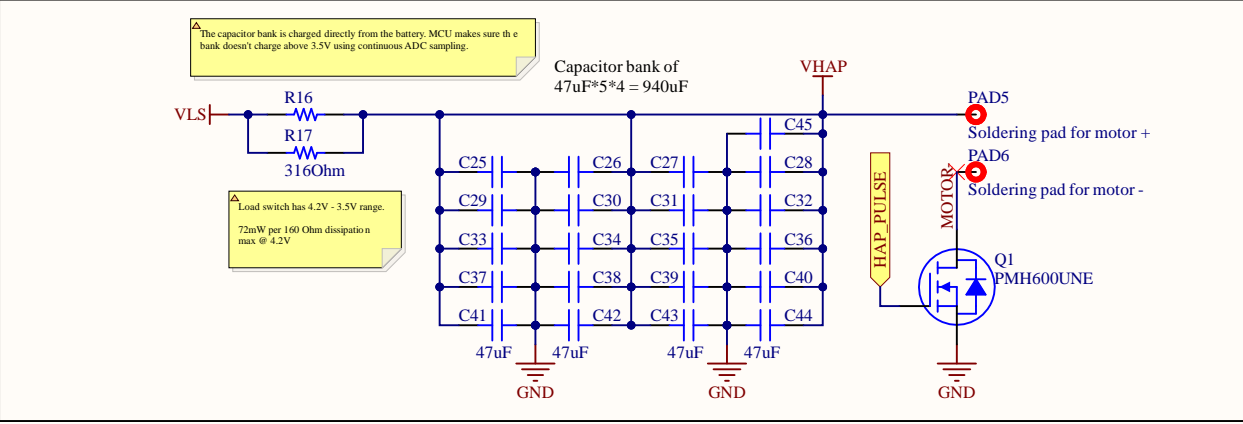 The capacitor bank is charged directly from the battery. MCU makes sure th e
bank doesn't charge above 3.5V using continuous ADC sampling.
Capacitor bank of
47uF*5*4 = 940uF
VHAP
VLS
R16
R17
316Ohm
PAD5
Soldering pad for motor +
PAD6
Soldering pad for motor -
C45
C25
C26
C27
C28
C29
C30
C31
C32
C33
C34
C35
C36
C37
C38
C39
C40
C41
C42
C43
C44
47uF
47uF
47uF
47uF
GND
GND
GND
Load switch has 4.2V - 3.5V range.
72mW per 160 Ohm dissipatio n
max @ 4.2V
HAP_PULSE
MOTOR-
Q1
PMH600UNE